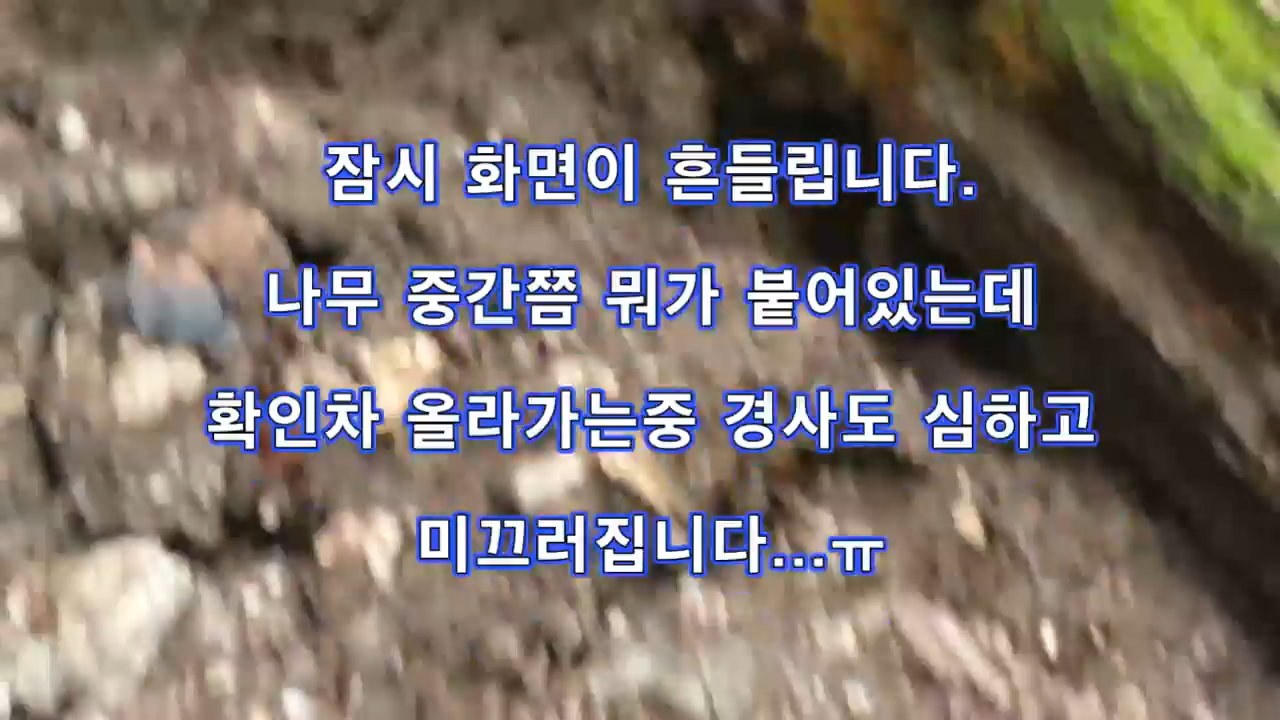 잠시 화면이 흔들립니다.
나무 중간쯤 뭐가 붙어있는데
확인차 올라가는중 경사도 심하고
미끄러집니다...ㅠ